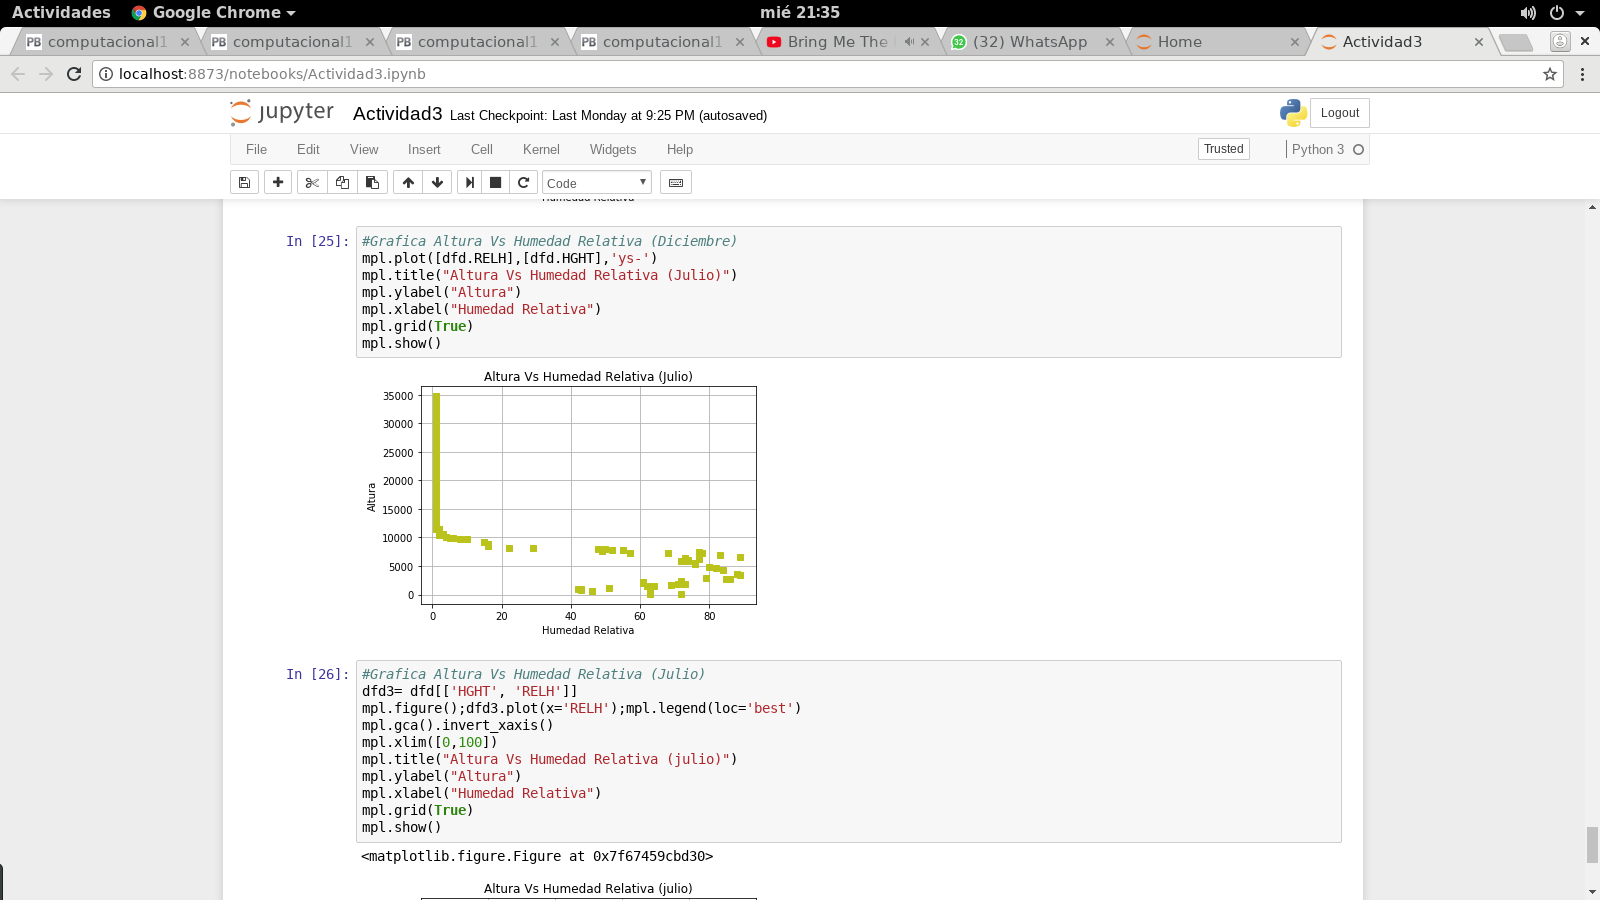 Actividades
Google Chrome
mié 21:35
computacional1
computacional1
computacional1
computacional1
Bring Me The
(32) WhatsApp
Home
Actividad3
localhost:8873/notebooks/Actividad3.ipynb
jupyter
Actividad3 Last Checkpoint: Last Monday at 9:25 PM (autosaved)
Logout
File Edit View Insert Cell Kernel Widgets Help
Trusted
Python 3
Code
Humedad Relativa
In [25]:
#Grafica Altura Vs Humedad Relativa (Diciembre)
mpl.plot([dfd.RELH],[dfd.HGHT],'ys-')
mpl.title("Altura Vs Humedad Relativa (Julio)")
mpl.ylabel("Altura")
mpl.xlabel("Humedad Relativa")
mpl.grid(True)
mpl.show()
Altura Vs Humedad Relativa (Julio)
35000
30000
25000
20000
15000
10000
5000
0
Altura
0 20 40 60 80
Humedad Relativa
In [26]:
#Grafica Altura Vs Humedad Relativa (Julio)
dfd3= dfd[['HGHT', 'RELH']]
mpl.figure();dfd3.plot(x='RELH');mpl.legend(loc='best')
mpl.gca().invert_xaxis()
mpl.xlim([0,100])
mpl.title("Altura Vs Humedad Relativa (julio)")
mpl.ylabel("Altura")
mpl.xlabel("Humedad Relativa")
mpl.grid(True)
mpl.show()
<matplotlib.figure.Figure at 0x7f67459cbd30>
Altura Vs Humedad Relativa (julio)